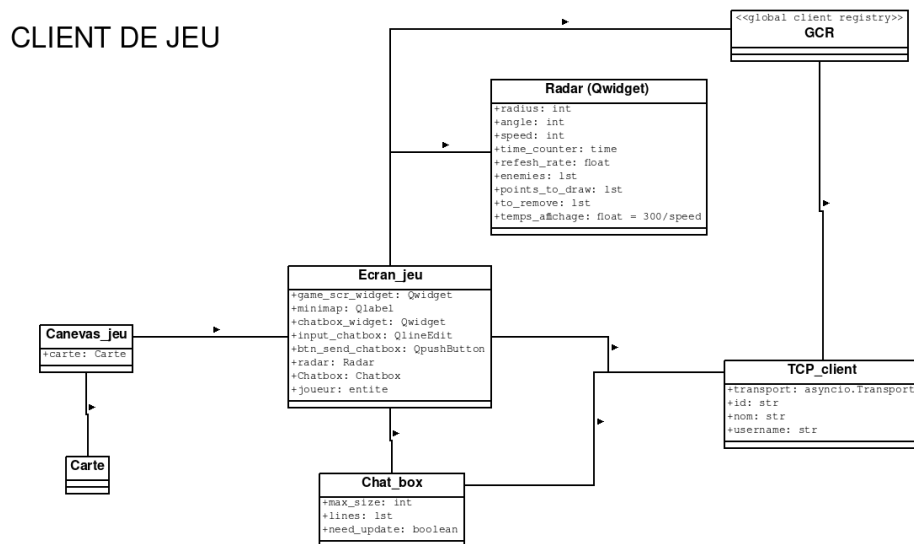 CLIENT DE JEU
<<global client registry>>
GCR
Radar (Qwidget)
+radius: int
+angle: int
+speed: int
+time_counter: time
+refesh_rate: float
+enemies: lst
+points_to_draw: lst
+to_remove: lst
+temps_affichage: float = 300/speed
Ecran_jeu
+game_scr_widget: Qwidget
+minimap: Qlabel
+chatbox_widget: Qwidget
+input_chatbox: QlineEdit
+btn_send_chatbox: QpushButton
+radar: Radar
+Chatbox: Chatbox
+joueur: entite
Canevas_jeu
+carte: Carte
TCP_client
+transport: asyncio.Transport
+id: str
+nom: str
+username: str
Carte
Chat_box
+max_size: int
+lines: lst
+need_update: boolean